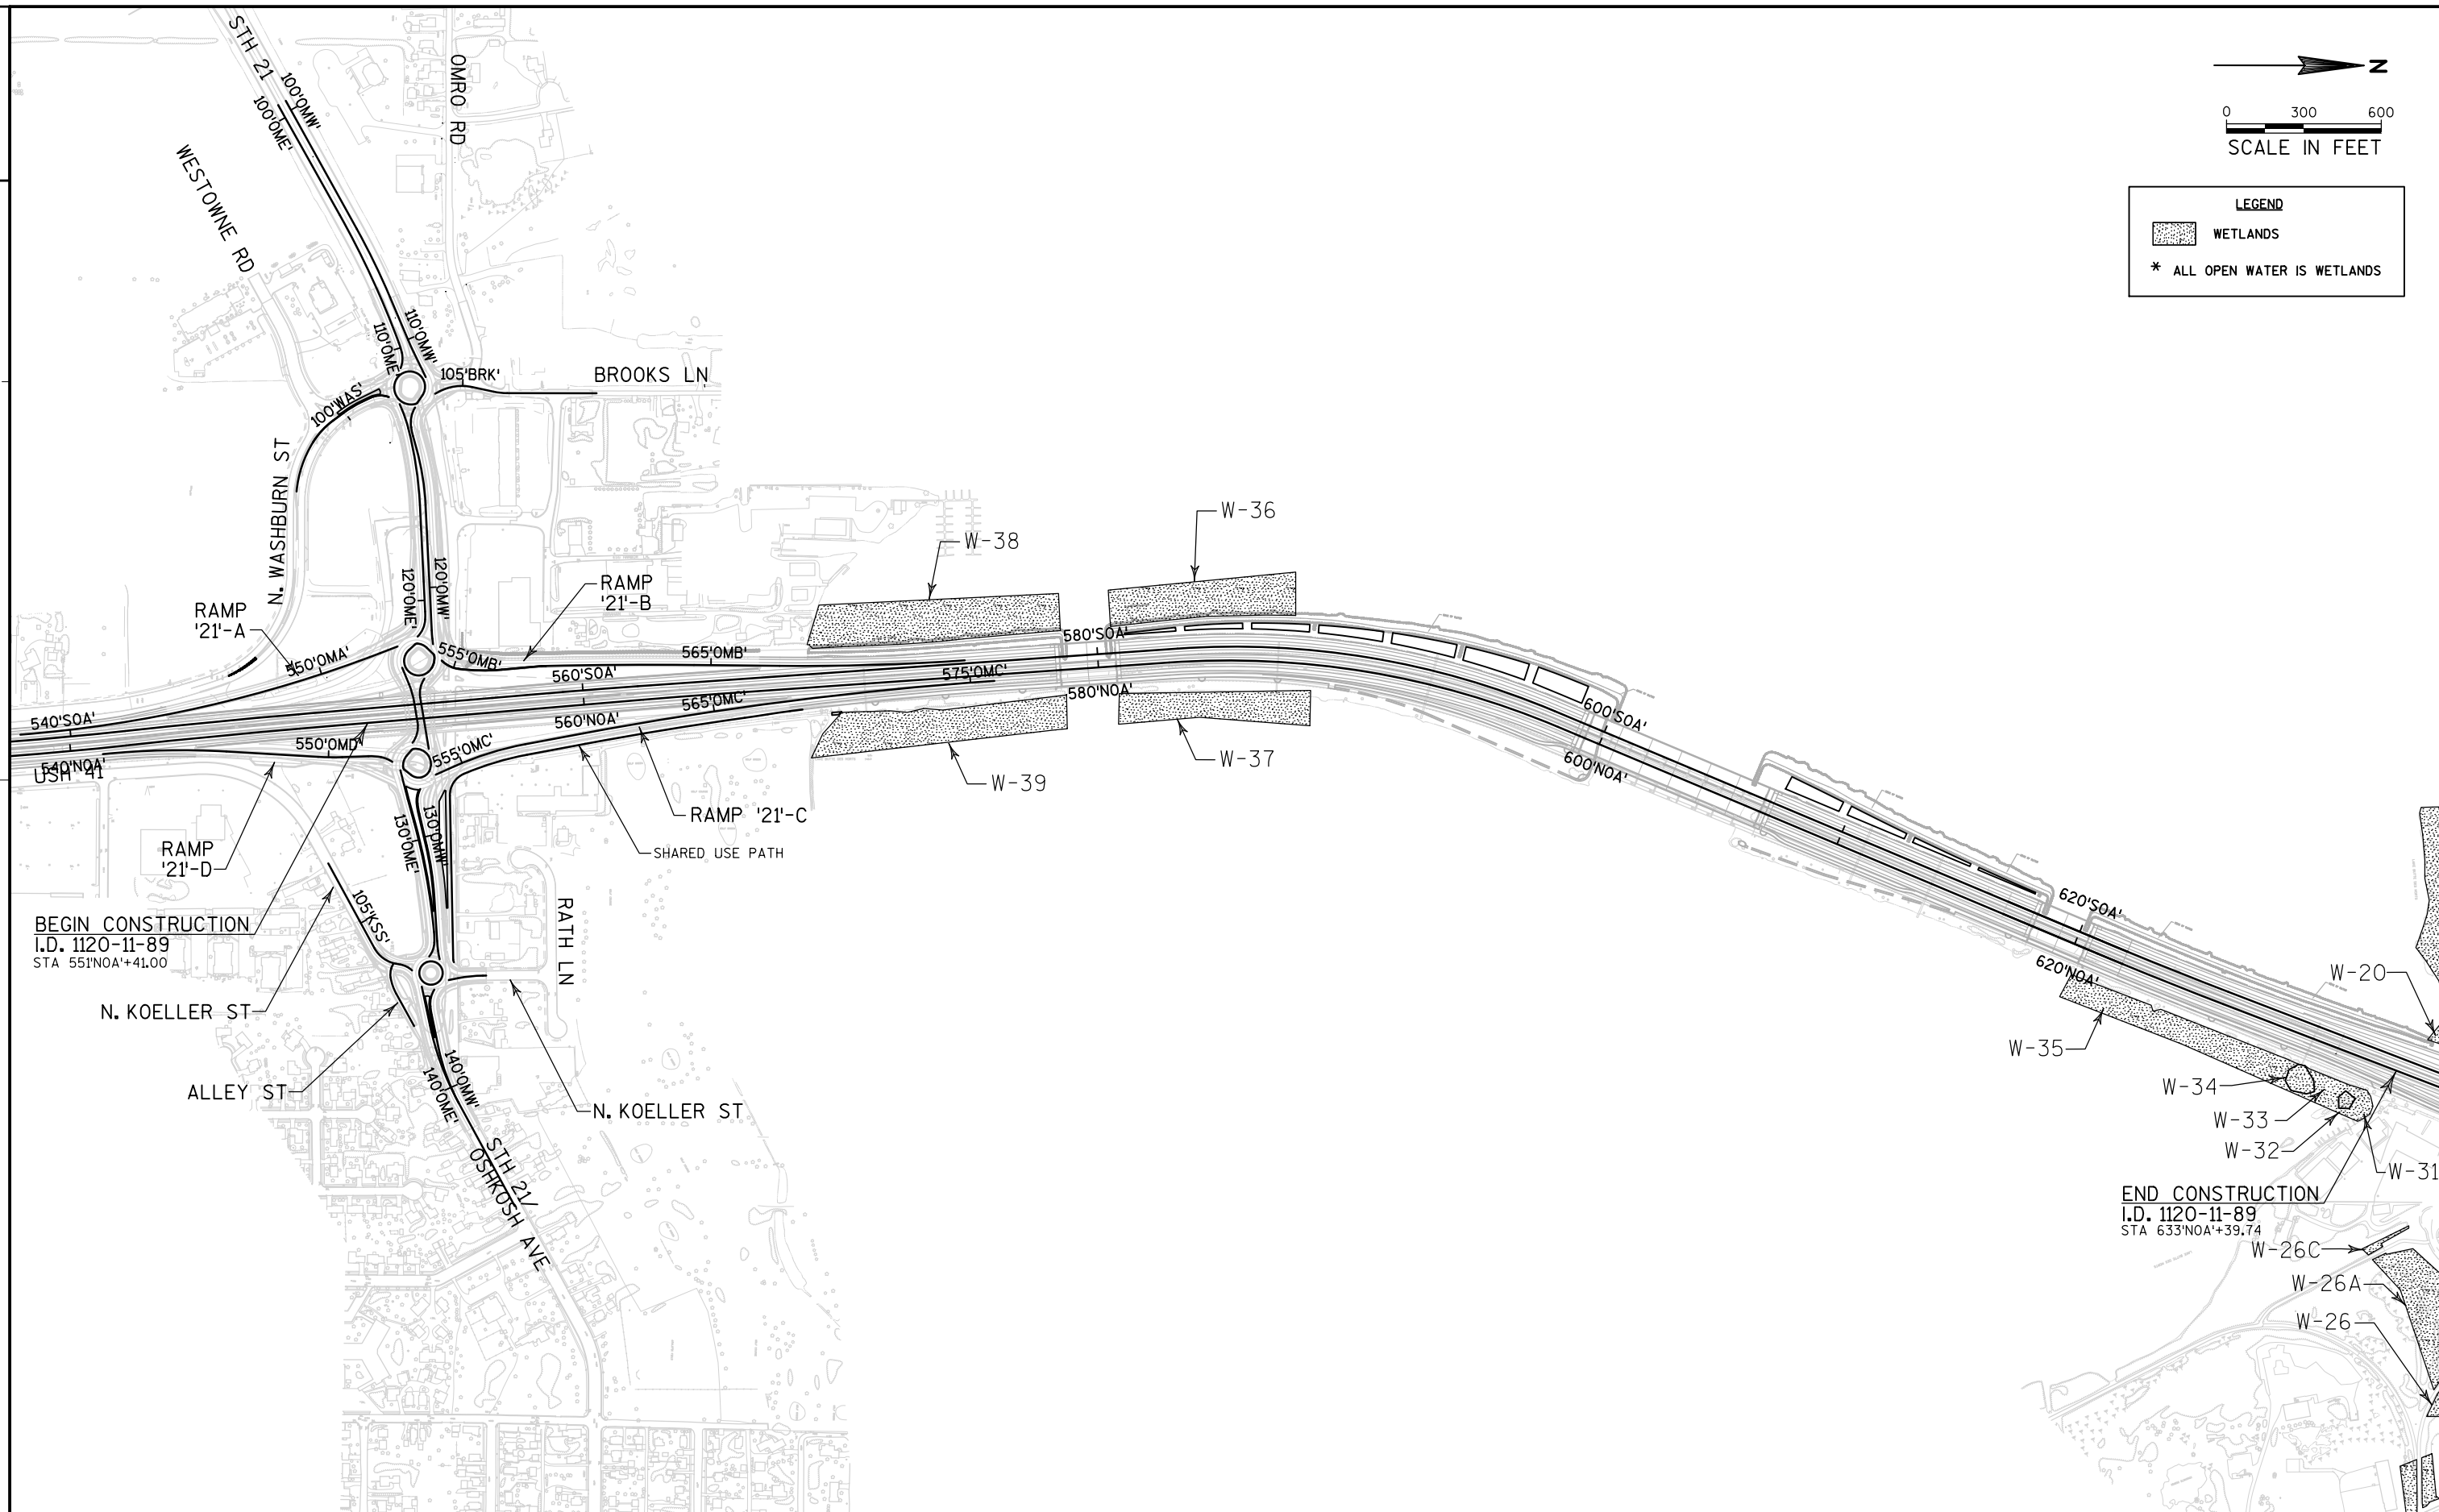 STH 21
100'OMW'
100'OME'
OMRO RD
WESTOWNE RD
N
0 300 600
SCALE IN FEET
LEGEND
WETLANDS
* ALL OPEN WATER IS WETLANDS
110'OMW'
110'OME'
105'BRK'
BROOKS LN
100'WAS'
N. WASHBURN ST
120'OMW'
120'OME'
RAMP
'21'-A
RAMP
'21'-B
W-38
W-36
550'OMA'
555'OMB'
565'OMB'
560'SOA'
580'SOA'
540'SOA'
575'OMC'
565'OMC'
560'NOA'
580'NOA'
550'OMD'
555'OMC'
540'NOA'
USH 41
W-39
W-37
600'SOA'
600'NOA'
RAMP '21'-C
SHARED USE PATH
130'OMW'
130'OME'
RAMP
'21'-D
105'KSS'
RATH LN
BEGIN CONSTRUCTION
I.D. 1120-11-89
STA 551'NOA'+41.00
N. KOELLER ST
ALLEY ST
N. KOELLER ST
140'OMW'
140'OME'
STH 21/
OSHKOSH AVE
620'SOA'
620'NOA'
W-20
W-35
W-34
W-33
W-32
W-31
END CONSTRUCTION
I.D. 1120-11-89
STA 633'NOA'+39.74
W-26C
W-26A
W-26